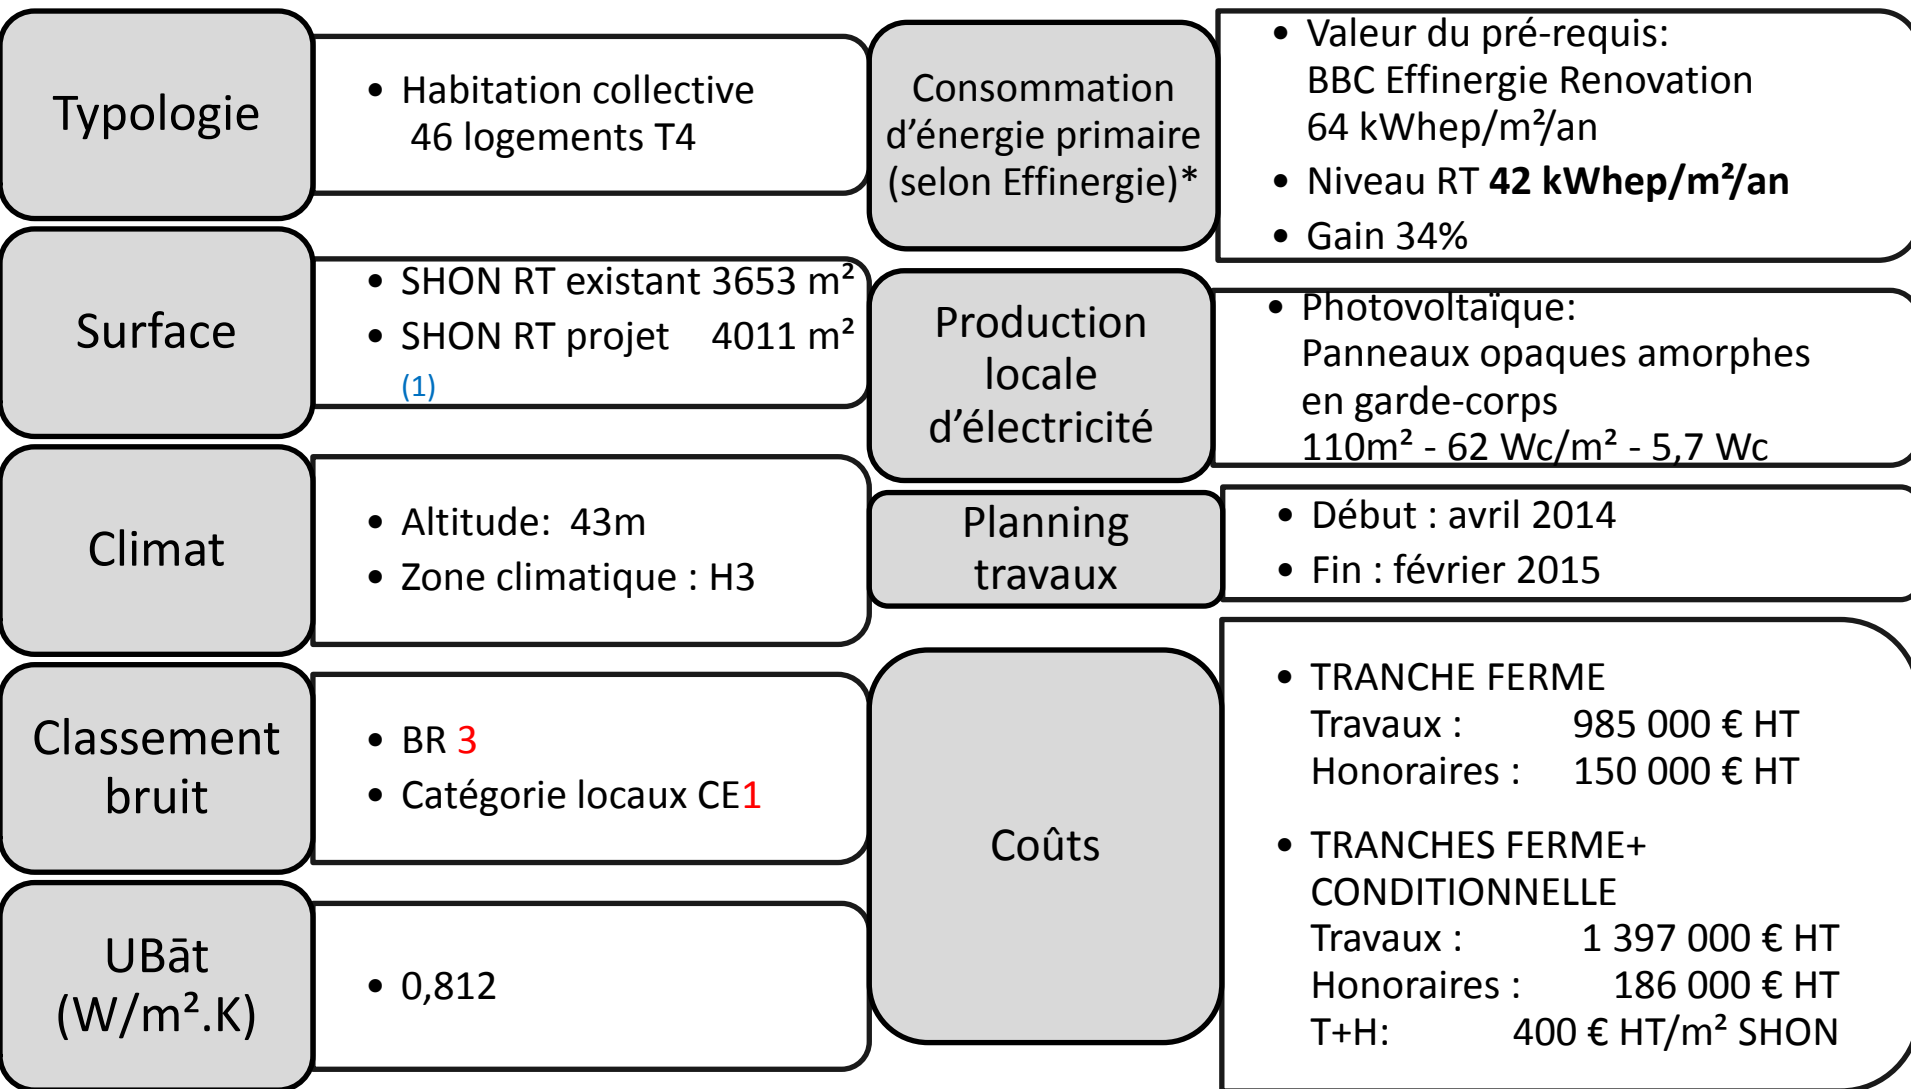 Typologie
• Habitation collective
46 logements T4
Surface
• SHON RT existant 3653 m²
• SHON RT projet 4011 m²
(1)
Climat
• Altitude: 43m
• Zone climatique : H3
Classement
bruit
• BR 3
• Catégorie locaux CE1
UBāt
(W/m².K)
• 0,812
Consommation
d’énergie primaire
(selon Effinergie)*
• Valeur du pré-requis:
BBC Effinergie Renovation
64 kWhep/m²/an
• Niveau RT 42 kWhep/m²/an
• Gain 34%
Production
locale
d’électricité
• Photovoltaïque:
Panneaux opaques amorphes
en garde-corps
110m² - 62 Wc/m² - 5,7 Wc
Planning
travaux
• Début : avril 2014
• Fin : février 2015
Coûts
• TRANCHE FERME
Travaux : 985 000 € HT
Honoraires : 150 000 € HT
• TRANCHES FERME+
CONDITIONNELLE
Travaux : 1 397 000 € HT
Honoraires : 186 000 € HT
T+H: 400 € HT/m² SHON